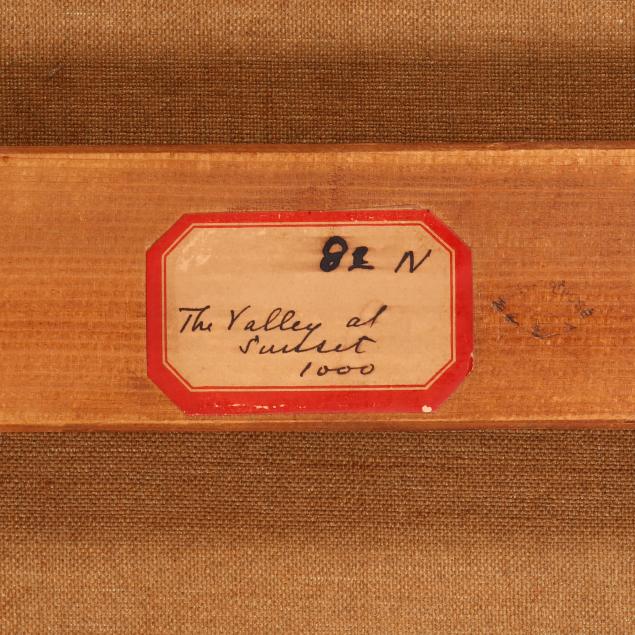 82 N
The Valley at
Sunset
1000